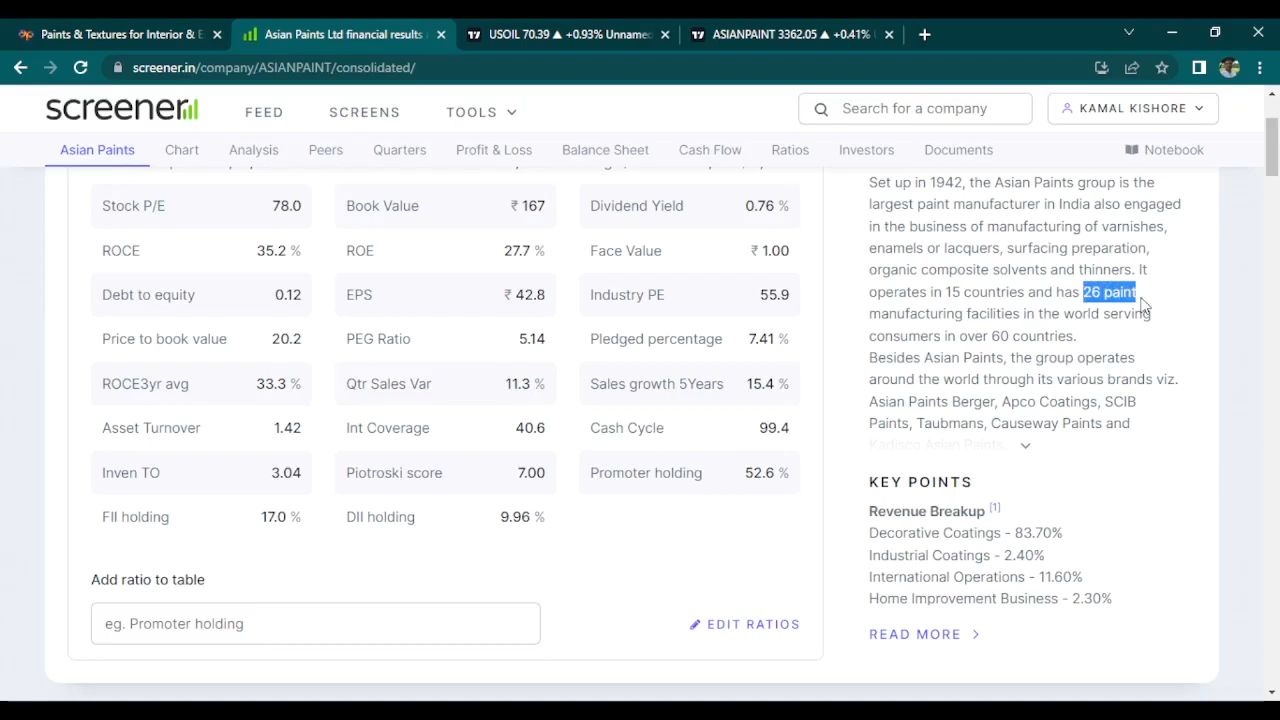 Paints & Textures for Interior & E
Asian Paints Ltd financial results
USOIL 70.39 ▲ +0.93% Unname
ASIANPAINT 3362.05 ▲ +0.41%
screener.in/company/ASIANPAINT/consolidated/
screener
FEED
SCREENS
TOOLS
Search for a company
KAMAL KISHORE
Asian Paints
Chart
Analysis
Peers
Quarters
Profit & Loss
Balance Sheet
Cash Flow
Ratios
Investors
Documents
Notebook
Stock P/E 78.0
Book Value ₹ 167
Dividend Yield 0.76 %
ROCE 35.2 %
ROE 27.7 %
Face Value ₹ 1.00
Debt to equity 0.12
EPS ₹ 42.8
Industry PE 55.9
Price to book value 20.2
PEG Ratio 5.14
Pledged percentage 7.41 %
ROCE3yr avg 33.3 %
Qtr Sales Var 11.3 %
Sales growth 5Years 15.4 %
Asset Turnover 1.42
Int Coverage 40.6
Cash Cycle 99.4
Inven TO 3.04
Piotroski score 7.00
Promoter holding 52.6 %
FII holding 17.0 %
DII holding 9.96 %
Add ratio to table
eg. Promoter holding
EDIT RATIOS
Set up in 1942, the Asian Paints group is the
largest paint manufacturer in India also engaged
in the business of manufacturing of varnishes,
enamels or lacquers, surfacing preparation,
organic composite solvents and thinners. It
operates in 15 countries and has 26 paint
manufacturing facilities in the world serving
consumers in over 60 countries.
Besides Asian Paints, the group operates
around the world through its various brands viz.
Asian Paints Berger, Apco Coatings, SCIB
Paints, Taubmans, Causeway Paints and
Kadisco Asian Paints.
KEY POINTS
Revenue Breakup [1]
Decorative Coatings - 83.70%
Industrial Coatings - 2.40%
International Operations - 11.60%
Home Improvement Business - 2.30%
READ MORE